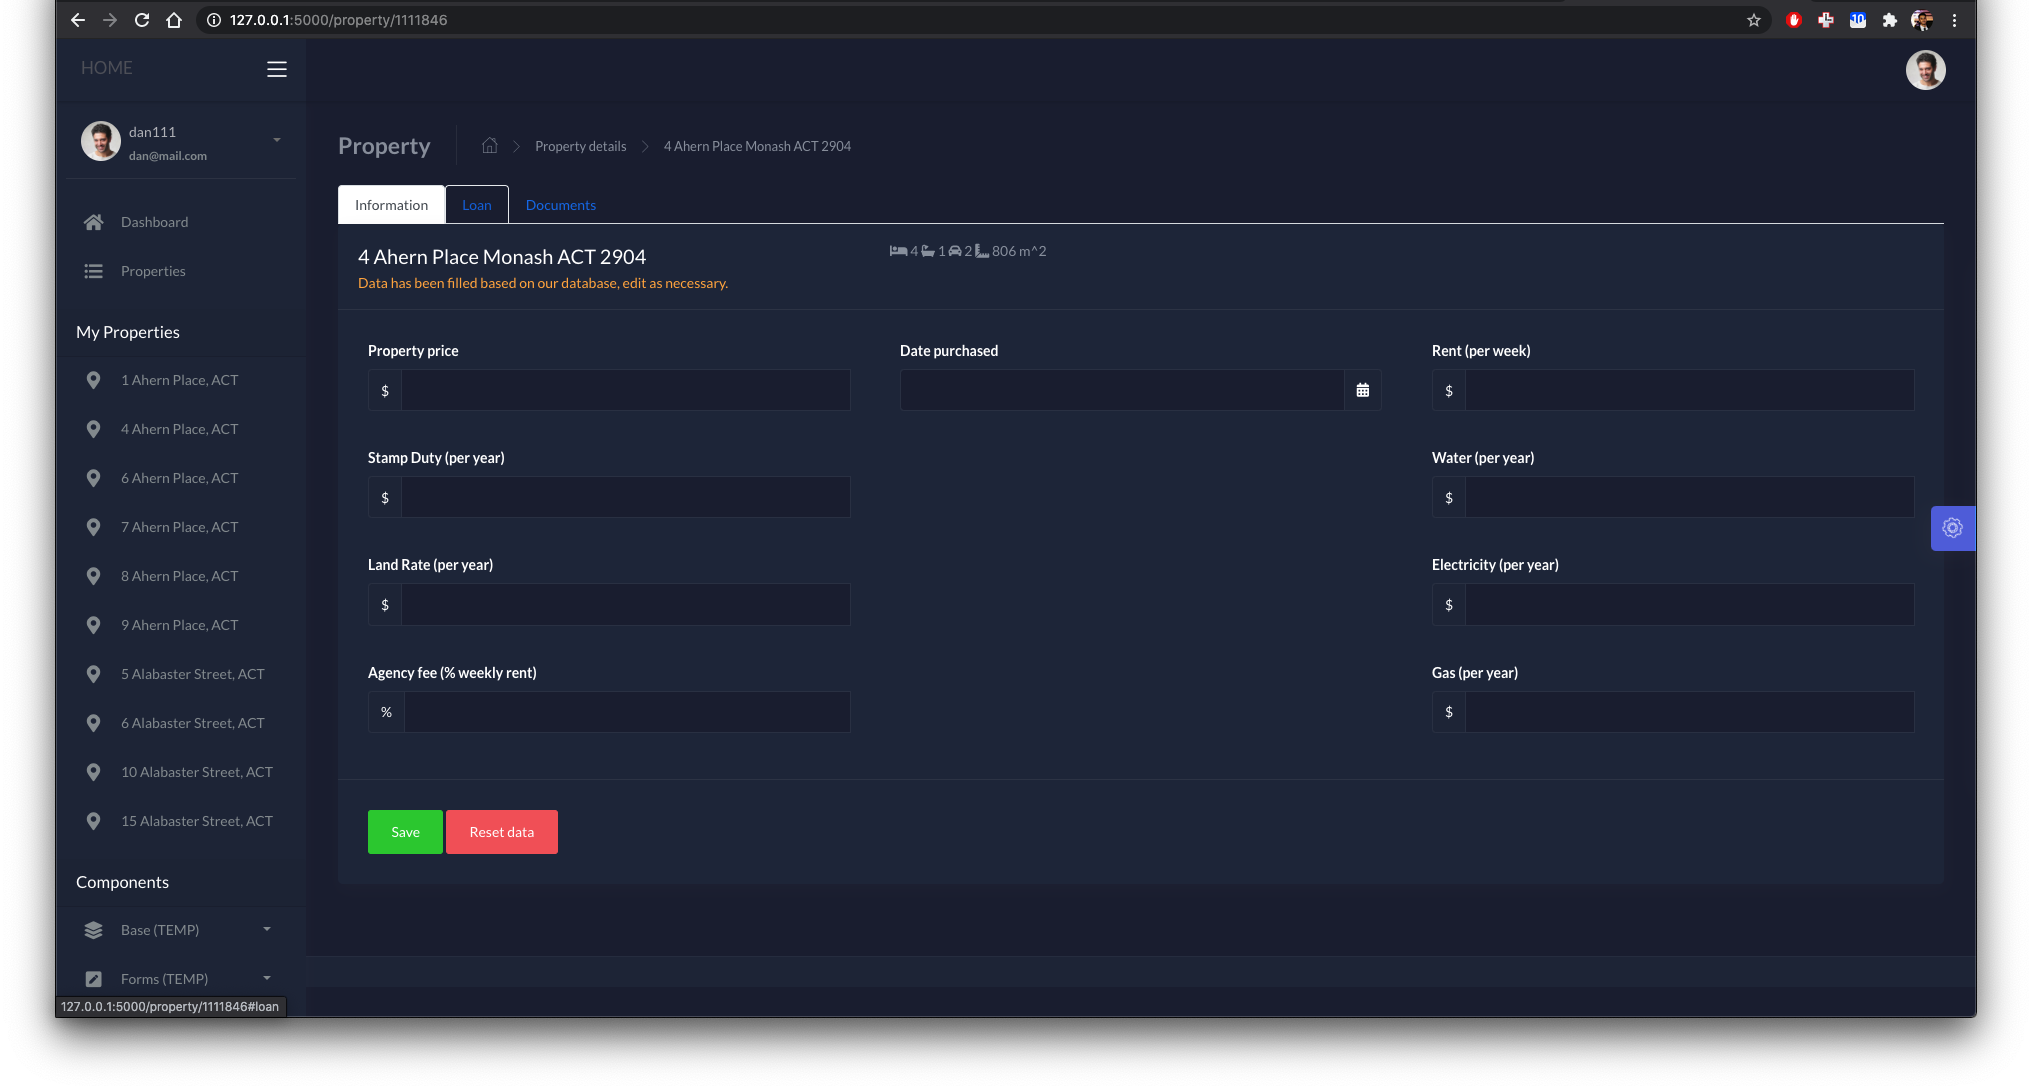 127.0.0.1:5000/property/1111846
10
HOME
dan111
dan@mail.com
Dashboard
Properties
My Properties
1 Ahern Place, ACT
4 Ahern Place, ACT
6 Ahern Place, ACT
7 Ahern Place, ACT
8 Ahern Place, ACT
9 Ahern Place, ACT
5 Alabaster Street, ACT
6 Alabaster Street, ACT
10 Alabaster Street, ACT
15 Alabaster Street, ACT
Components
Base (TEMP)
Forms (TEMP)
127.0.0.1:5000/property/1111846#loan
Property
Property details
4 Ahern Place Monash ACT 2904
Information Loan Documents
4 Ahern Place Monash ACT 2904
4 1 2 806 m^2
Data has been filled based on our database, edit as necessary.
Property price
$
Date purchased
Rent (per week)
$
Stamp Duty (per year)
$
Water (per year)
$
Land Rate (per year)
$
Electricity (per year)
$
Agency fee (% weekly rent)
%
Gas (per year)
$
Save Reset data